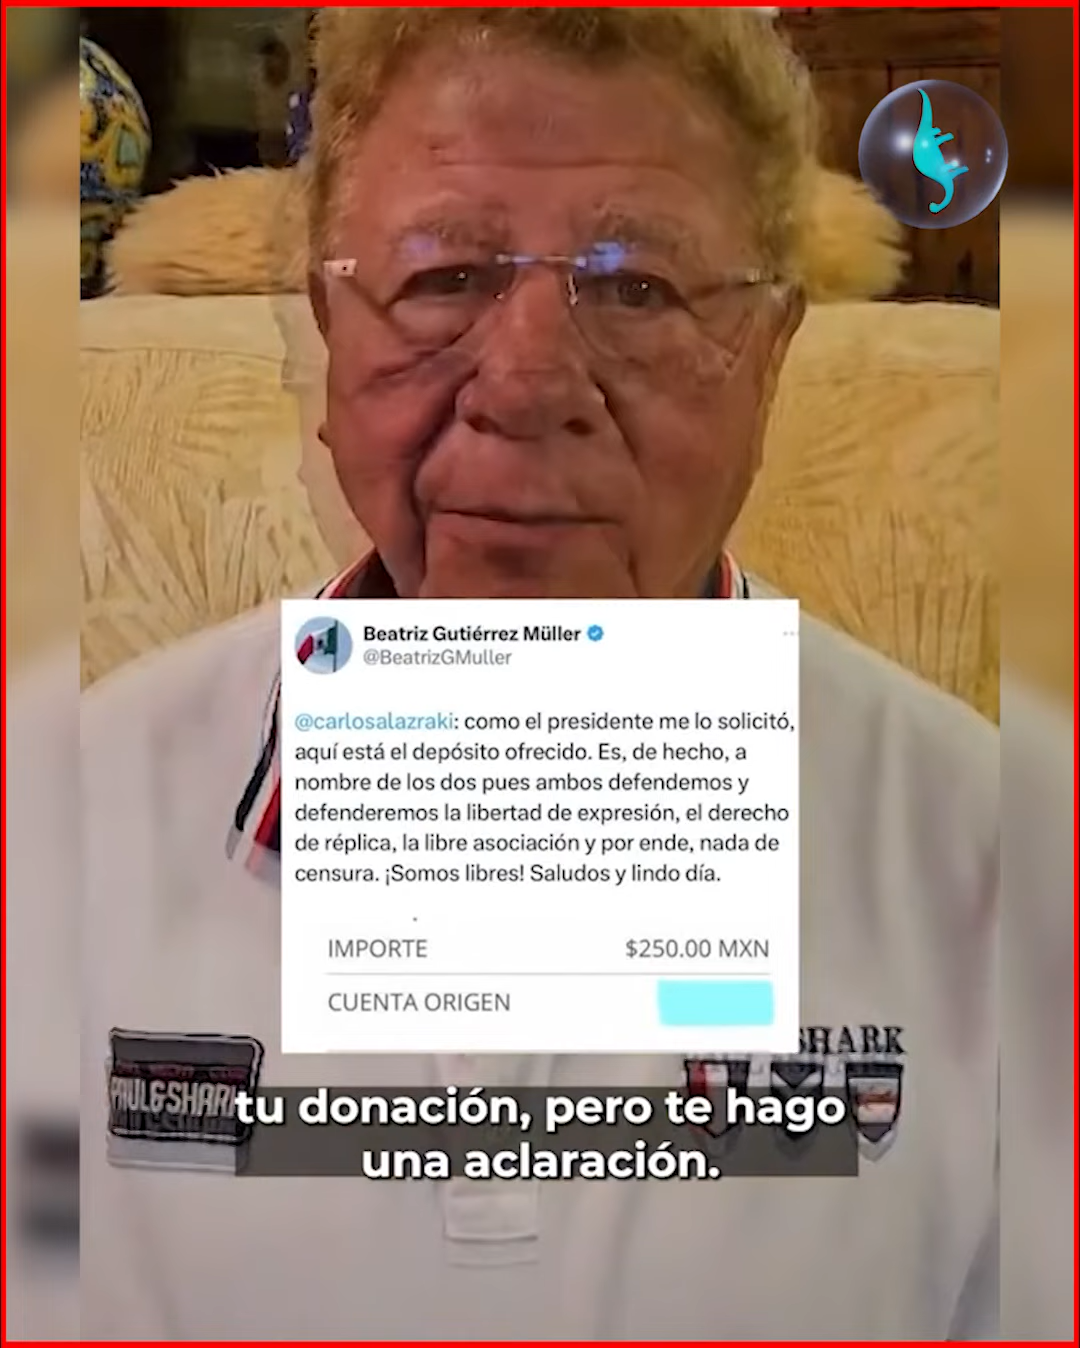 Beatriz Gutiérrez Müller
@BeatrizGMuller
@carlosalazraki: como el presidente me lo solicitó,
aquí está el depósito ofrecido. Es, de hecho, a
nombre de los dos pues ambos defendemos y
defenderemos la libertad de expresión, el derecho
de réplica, la libre asociación y por ende, nada de
censura. ¡Somos libres! Saludos y lindo día.
IMPORTE $250.00 MXN
CUENTA ORIGEN
SHARK
PAUL&SHARK
tu donación, pero te hago
una aclaración.